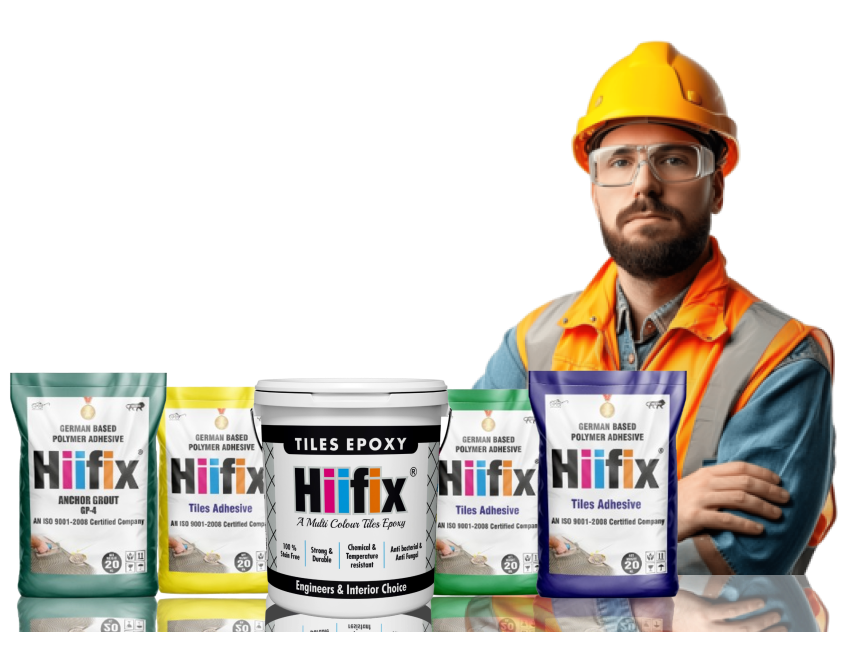 GERMAN BASED
POLYMER ADHESIVE
Hiifix®
ANCHOR GROUT
GP-4
AN ISO 9001-2008 Certified Company
20
GERMAN BASED
POLYMER ADHESIVE
Hiifix
Tiles Adhesive
AN ISO 9001-2008 Certified Comp
20
TILES EPOXY
Hiifix®
A Multi Colour Tiles Epoxy
100 %
Stain Free
Strong &
Durable
Chemical &
Temperature
resistant
Anti bacterial &
Anti Fungal
Engineers & Interior Choice
GERMAN BASED
POLYMER ADHESIVE
Hiifix
Tiles Adhesive
AN ISO 9001-2008 Certified Com
20
GERMAN BASED
POLYMER ADHESIVE
Hiifix®
Tiles Adhesive
AN ISO 9001-2008 Certified Company
20